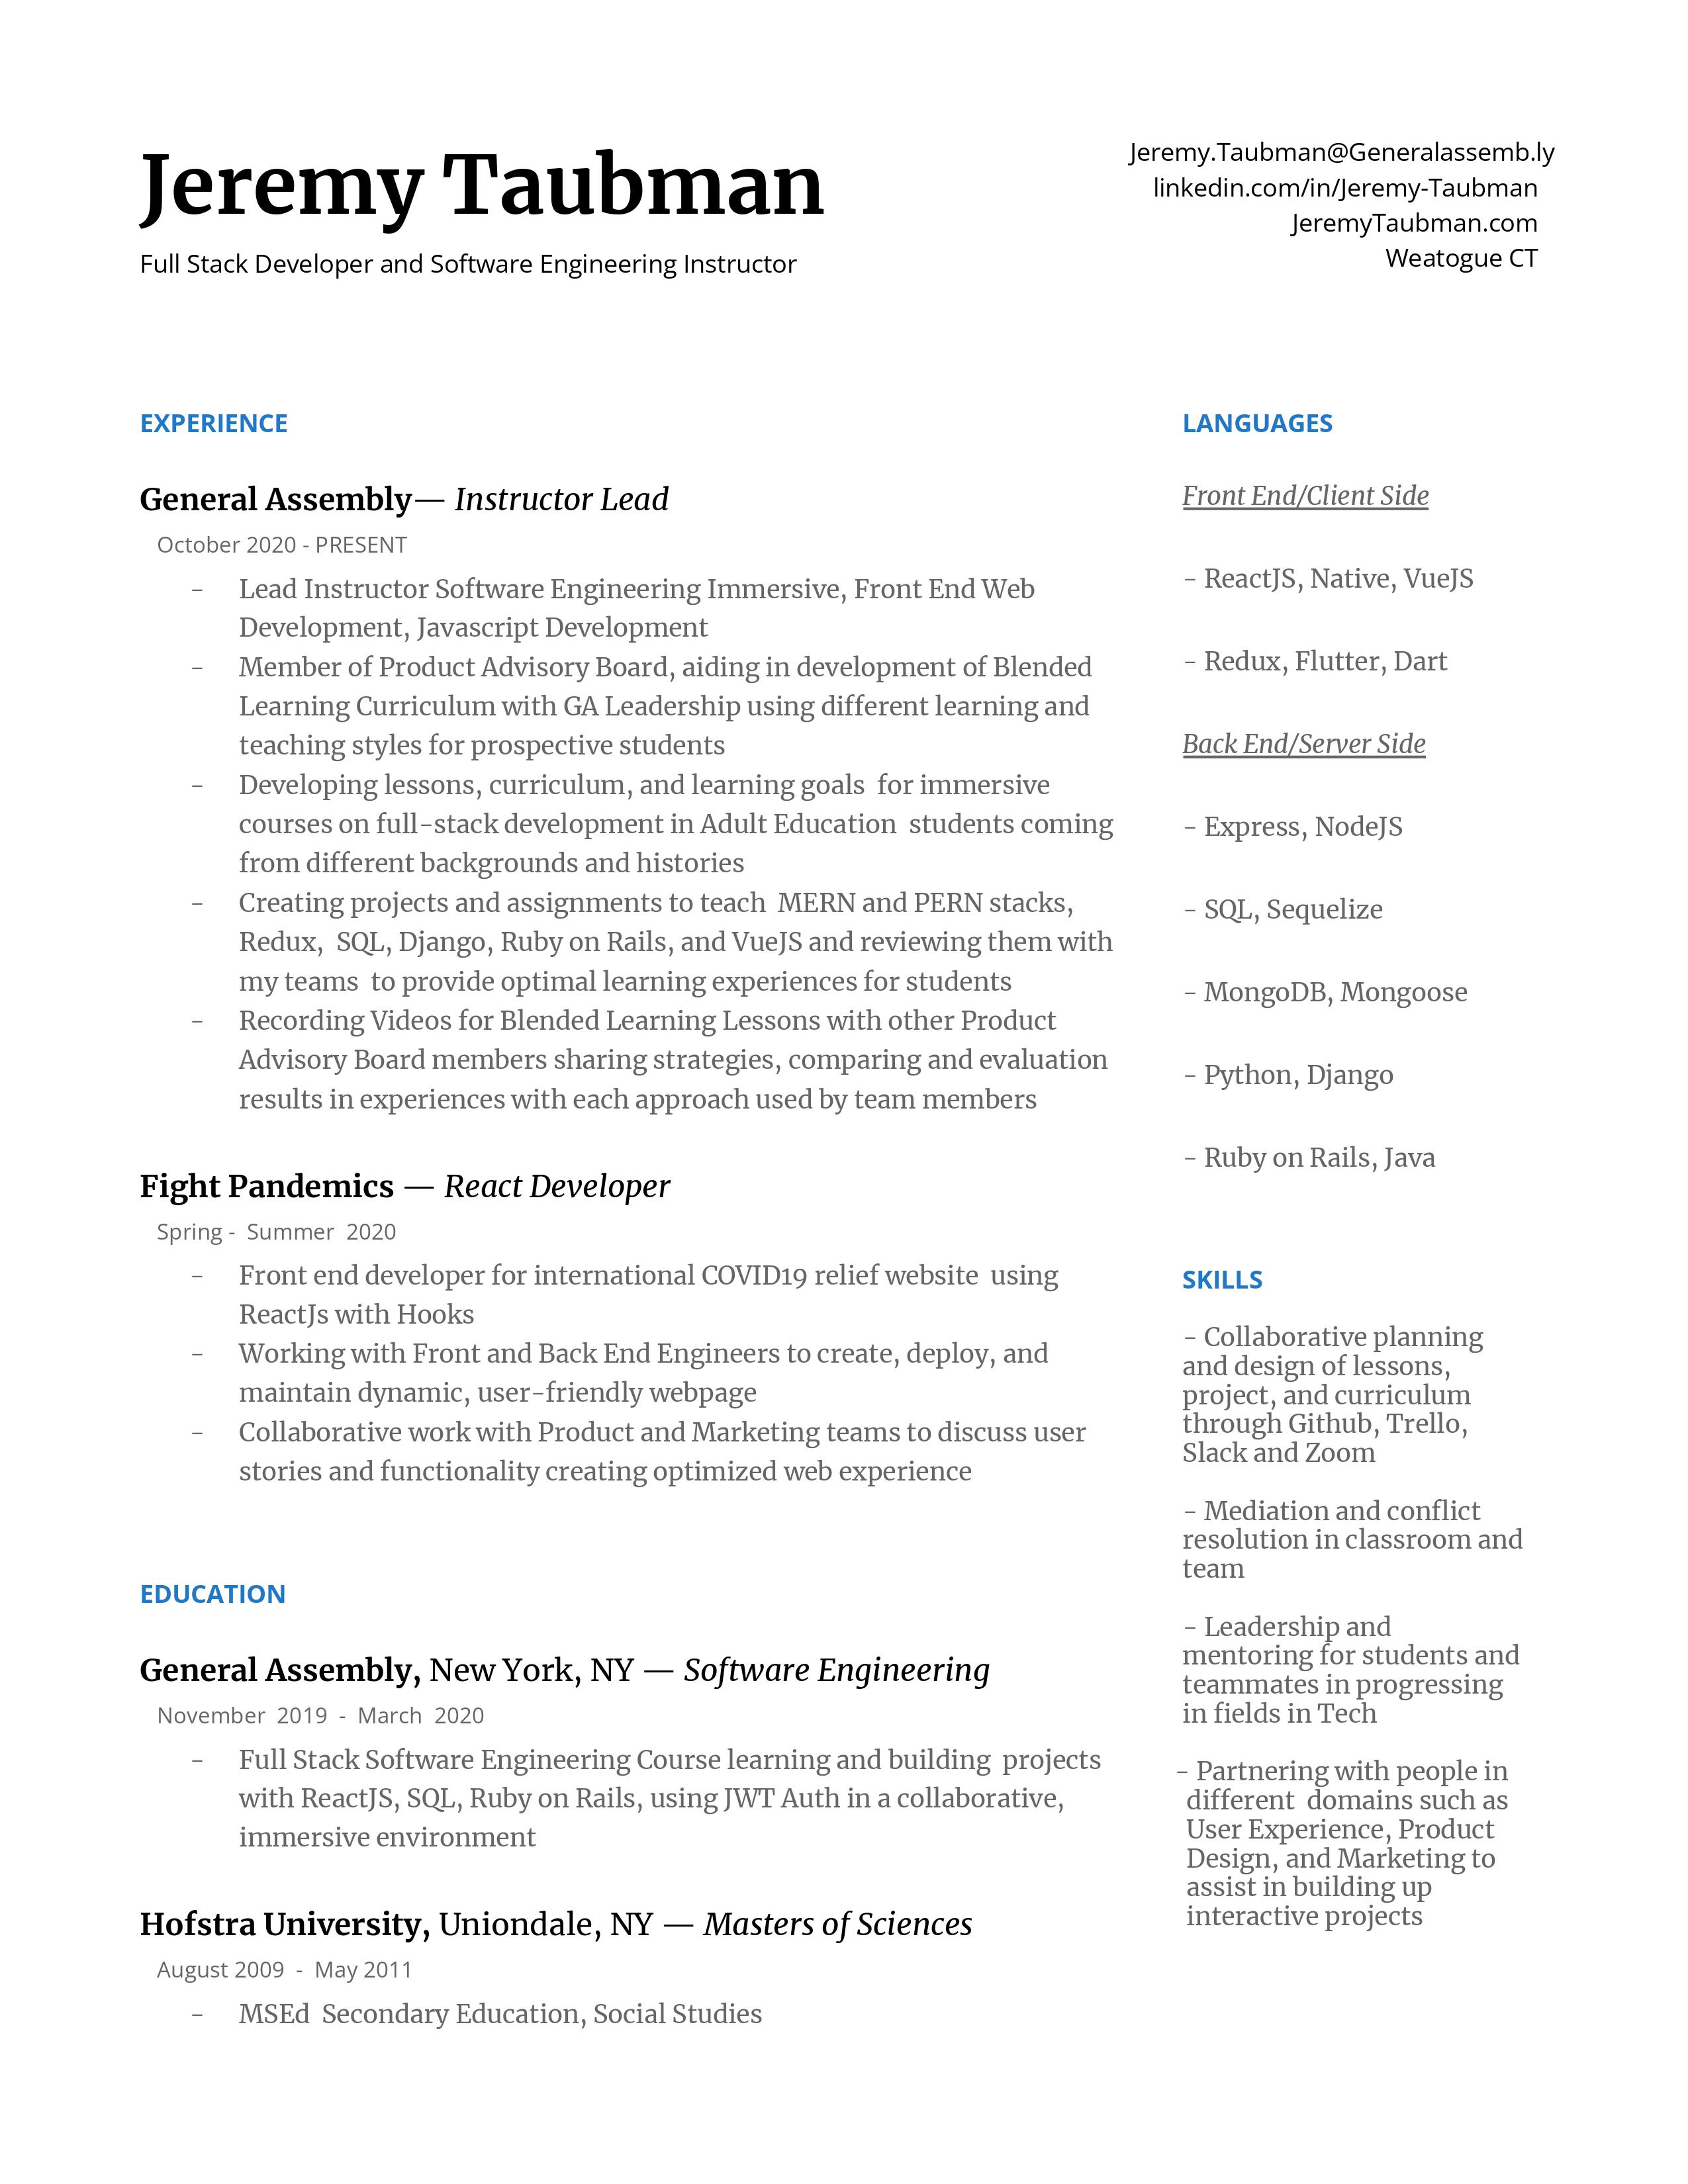 Jeremy Taubman
Full Stack Developer and Software Engineering Instructor
Jeremy.Taubman@Generalassemb.ly
linkedin.com/in/Jeremy-Taubman
JeremyTaubman.com
Weatogue CT
EXPERIENCE
General Assembly— Instructor Lead
October 2020 - PRESENT
- Lead Instructor Software Engineering Immersive, Front End Web
Development, Javascript Development
- Member of Product Advisory Board, aiding in development of Blended
Learning Curriculum with GA Leadership using different learning and
teaching styles for prospective students
- Developing lessons, curriculum, and learning goals for immersive
courses on full-stack development in Adult Education students coming
from different backgrounds and histories
- Creating projects and assignments to teach MERN and PERN stacks,
Redux, SQL, Django, Ruby on Rails, and VueJS and reviewing them with
my teams to provide optimal learning experiences for students
- Recording Videos for Blended Learning Lessons with other Product
Advisory Board members sharing strategies, comparing and evaluation
results in experiences with each approach used by team members
Fight Pandemics — React Developer
Spring - Summer 2020
- Front end developer for international COVID19 relief website using
ReactJs with Hooks
- Working with Front and Back End Engineers to create, deploy, and
maintain dynamic, user-friendly webpage
- Collaborative work with Product and Marketing teams to discuss user
stories and functionality creating optimized web experience
EDUCATION
General Assembly, New York, NY — Software Engineering
November 2019 - March 2020
- Full Stack Software Engineering Course learning and building projects
with ReactJS, SQL, Ruby on Rails, using JWT Auth in a collaborative,
immersive environment
Hofstra University, Uniondale, NY — Masters of Sciences
August 2009 - May 2011
- MSEd Secondary Education, Social Studies
LANGUAGES
Front End/Client Side
- ReactJS, Native, VueJS
- Redux, Flutter, Dart
Back End/Server Side
- Express, NodeJS
- SQL, Sequelize
- MongoDB, Mongoose
- Python, Django
- Ruby on Rails, Java
SKILLS
- Collaborative planning
and design of lessons,
project, and curriculum
through Github, Trello,
Slack and Zoom
- Mediation and conflict
resolution in classroom and
team
- Leadership and
mentoring for students and
teammates in progressing
in fields in Tech
- Partnering with people in
different domains such as
User Experience, Product
Design, and Marketing to
assist in building up
interactive projects